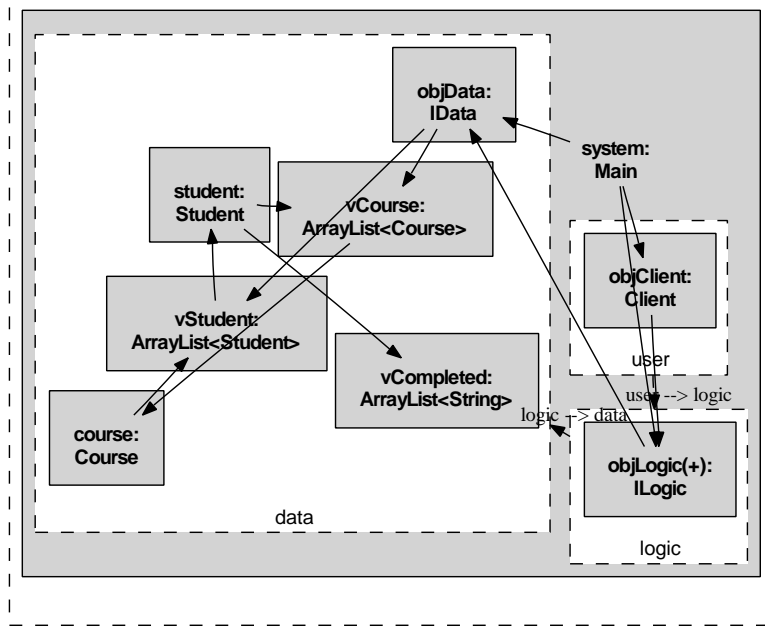 objData:
IData
system:
Main
student:
Student
vCourse:
ArrayList<Course>
objClient:
Client
vStudent:
ArrayList<Student>
user
vCompleted:
ArrayList<String>
user --> logic
logic --> data
course:
Course
objLogic(+):
ILogic
data
logic